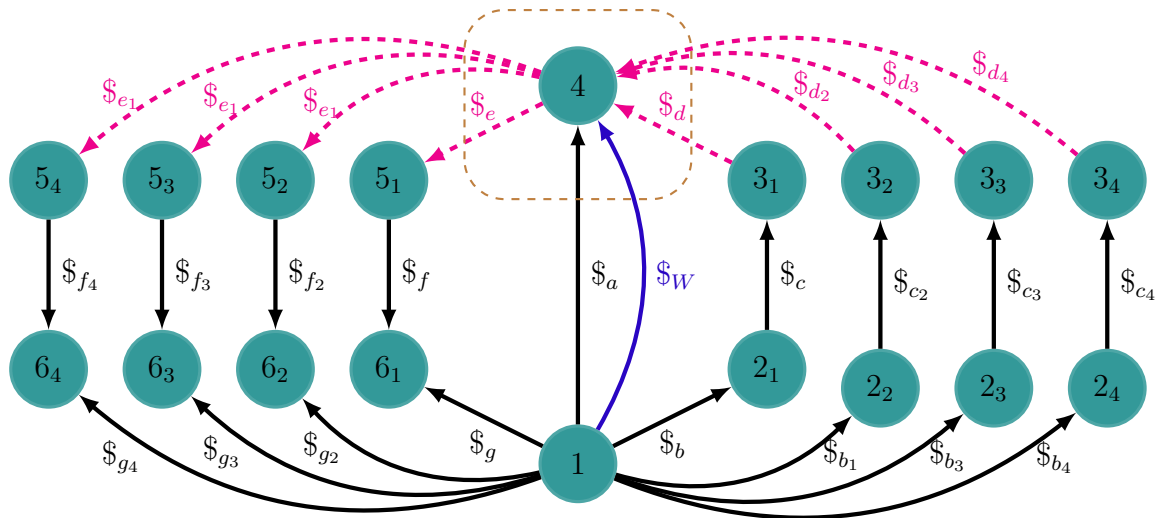 4
$_{e_1}
$_{e_1}
$_{e_1}
$_e
$_d
$_{d_2}
$_{d_3}
$_{d_4}
5_4
5_3
5_2
5_1
3_1
3_2
3_3
3_4
$_{f_4}
$_{f_3}
$_{f_2}
$_f
$_a
$_W
$_c
$_{c_2}
$_{c_3}
$_{c_4}
6_4
6_3
6_2
6_1
2_1
2_2
2_3
2_4
$_{g_4}
$_{g_3}
$_{g_2}
$_g
1
$_b
$_{b_1}
$_{b_3}
$_{b_4}